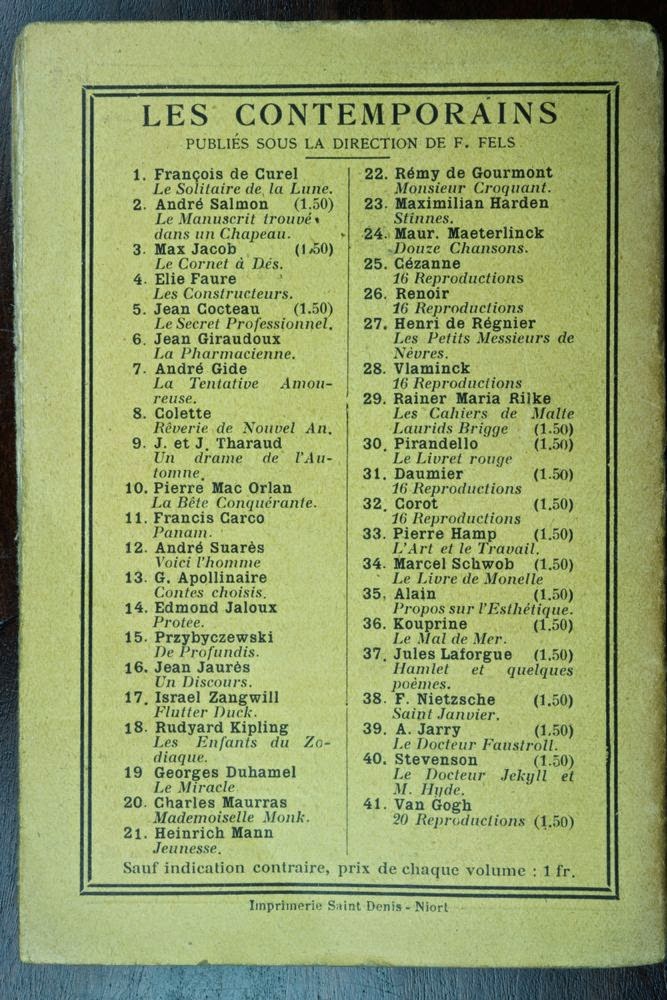 LES CONTEMPORAINS
PUBLIÉS SOUS LA DIRECTION DE F. FELS
1. François de Curel
Le Solitaire de la Lune.
2. André Salmon (1.50)
Le Manuscrit trouvé
dans un Chapeau.
3. Max Jacob (1.50)
Le Cornet à Dés.
4. Elie Faure
Les Constructeurs.
5. Jean Cocteau (1.50)
Le Secret Professionnel.
6. Jean Giraudoux
La Pharmacienne.
7. André Gide
La Tentative Amou-
reuse.
8. Colette
Rêverie de Nouvel An.
9. J. et J. Tharaud
Un drame de l'Au-
tomne.
10. Pierre Mac Orlan
La Bête Conquérante.
11. Francis Carco
Panam.
12. André Suarès
Voici l'homme
13. G. Apollinaire
Contes choisis.
14. Edmond Jaloux
Protée.
15. Przybyczewski
De Profundis.
16. Jean Jaurès
Un Discours.
17. Israel Zangwill
Flutter Duck.
18. Rudyard Kipling
Les Enfants du Zo-
diaque.
19 Georges Duhamel
Le Miracle
20. Charles Maurras
Mademoiselle Monk.
21. Heinrich Mann
Jeunesse.
22. Rémy de Gourmont
Monsieur Croquant.
23. Maximilian Harden
Stinnes.
24. Maur. Maeterlinck
Douze Chansons.
25. Cézanne
16 Reproductions
26. Renoir
16 Reproductions
27. Henri de Régnier
Les Petits Messieurs de
Nèvres.
28. Vlaminck
16 Reproductions
29. Rainer Maria Rilke
Les Cahiers de Malte
Laurids Brigge (1.50)
30. Pirandello (1.50)
Le Livret rouge
31. Daumier (1.50)
16 Reproductions
32. Corot (1.50)
16 Reproductions
33. Pierre Hamp (1.50)
L'Art et le Travail.
34. Marcel Schwob (1.50)
Le Livre de Monelle
35. Alain (1.50)
Propos sur l'Esthétique.
36. Kouprine (1.50)
Le Mal de Mer.
37. Jules Laforgue (1.50)
Hamlet et quelques
poèmes.
38. F. Nietzsche (1.50)
Saint Janvier.
39. A. Jarry (1.50)
Le Docteur Faustroll.
40. Stevenson (1.50)
Le Docteur Jekyll et
M. Hyde.
41. Van Gogh
20 Reproductions (1.50)
Sauf indication contraire, prix de chaque volume : 1 fr.
Imprimerie Saint Denis - Niort